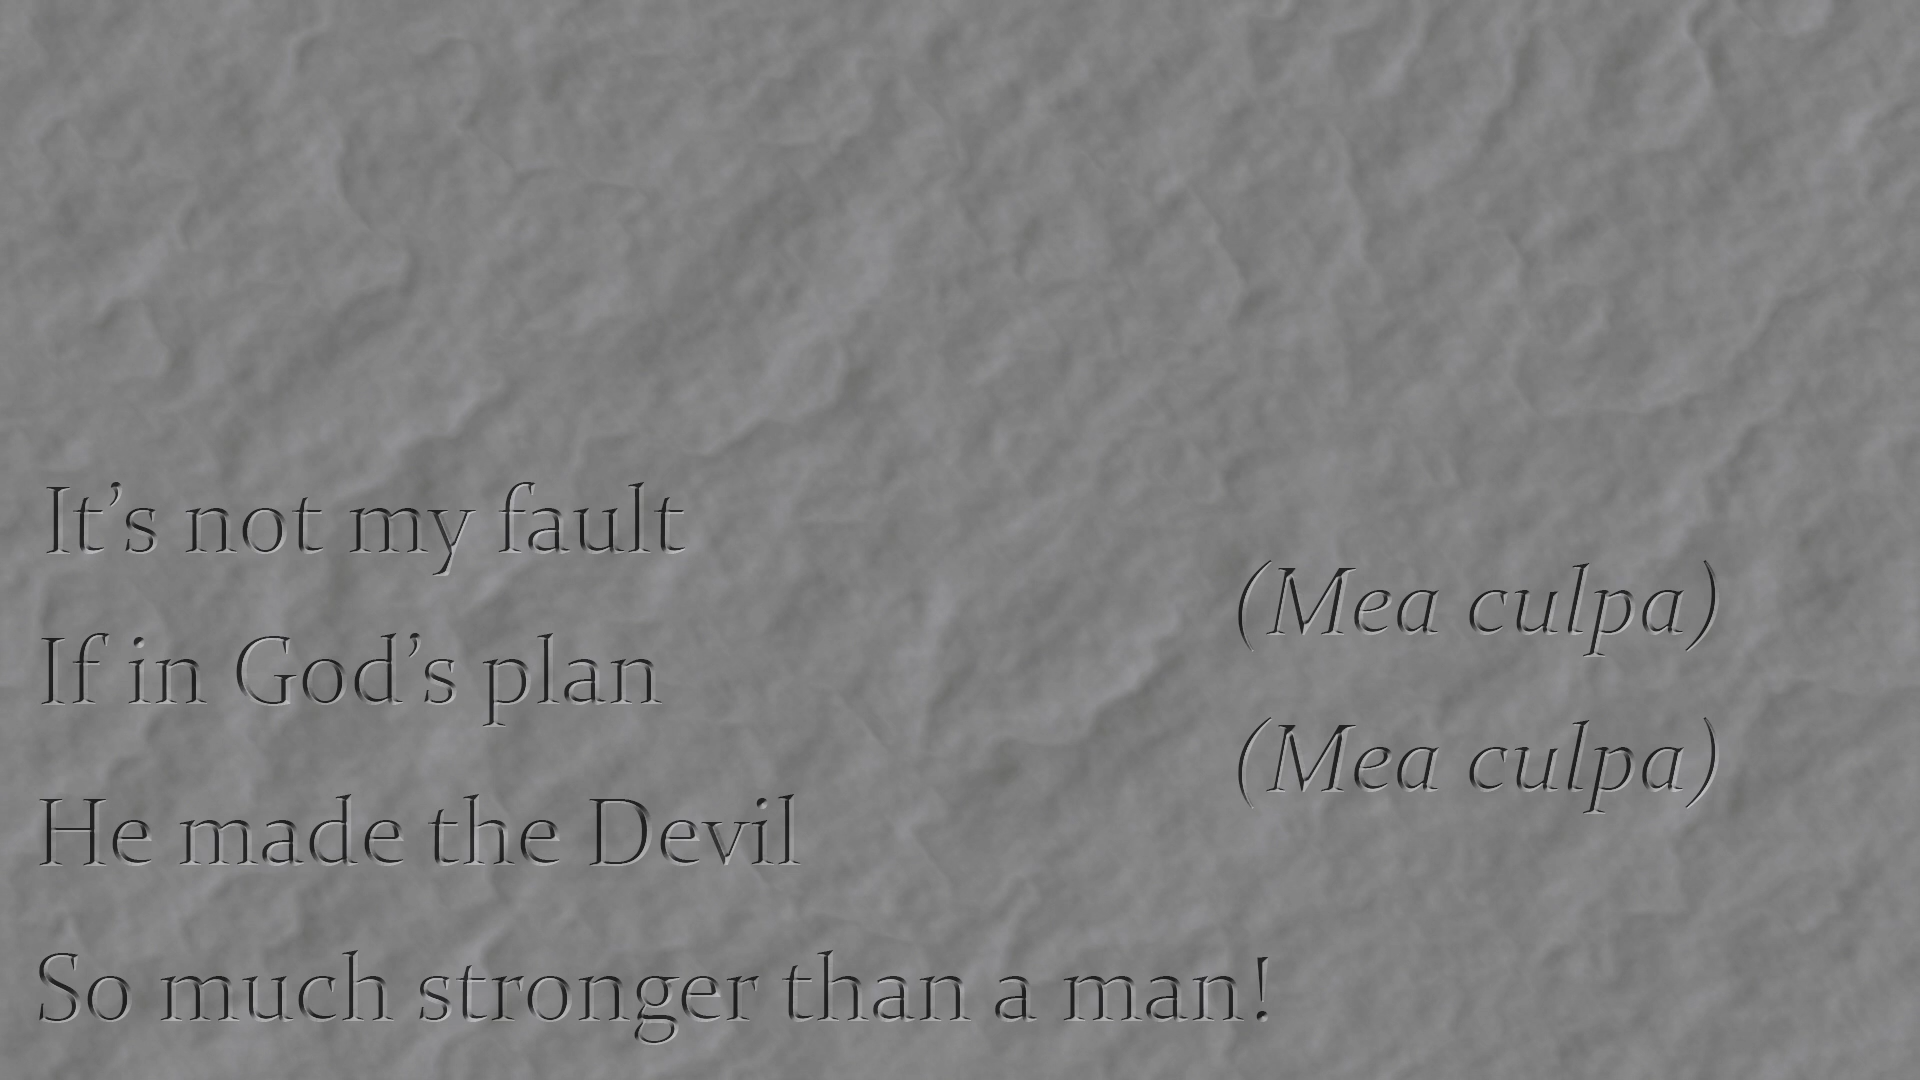 It’s not my fault
(Mea culpa)
If in God’s plan
(Mea culpa)
He made the Devil
So much stronger than a man!